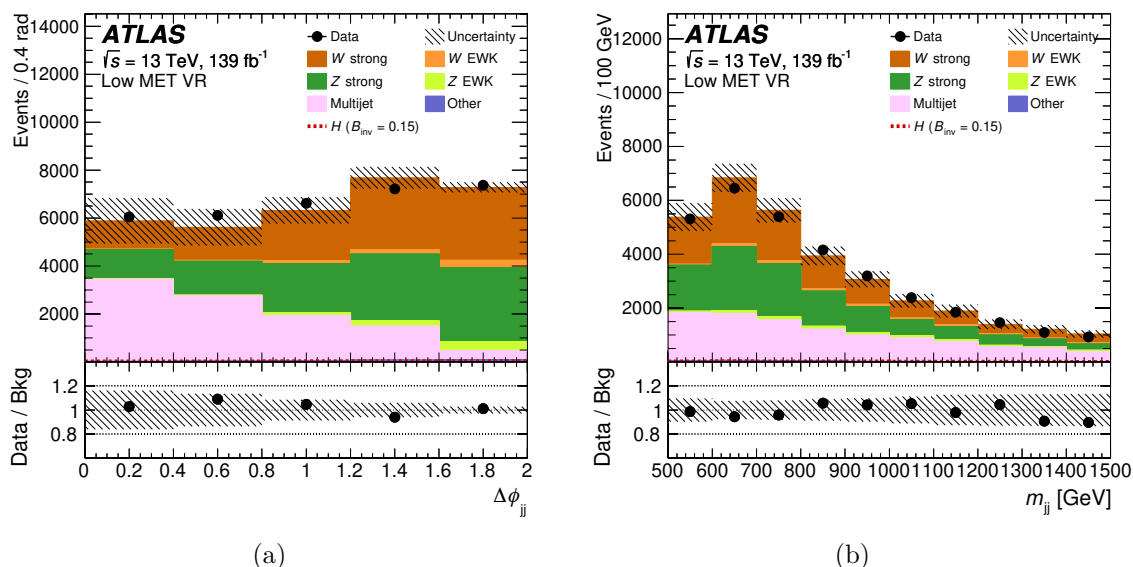 ATLAS
√s = 13 TeV, 139 fb⁻¹
Low MET VR
Data
Uncertainty
W strong
W EWK
Z strong
Z EWK
Multijet
Other
H (B_inv = 0.15)
Events / 0.4 rad
14000
12000
10000
8000
6000
4000
2000
Data / Bkg
1.2
1
0.8
0 0.2 0.4 0.6 0.8 1 1.2 1.4 1.6 1.8 2
Δϕ_jj
(a)
ATLAS
√s = 13 TeV, 139 fb⁻¹
Low MET VR
Data
Uncertainty
W strong
W EWK
Z strong
Z EWK
Multijet
Other
H (B_inv = 0.15)
Events / 100 GeV
12000
10000
8000
6000
4000
2000
Data / Bkg
1.2
1
0.8
500 600 700 800 900 1000 1100 1200 1300 1400 1500
m_jj [GeV]
(b)